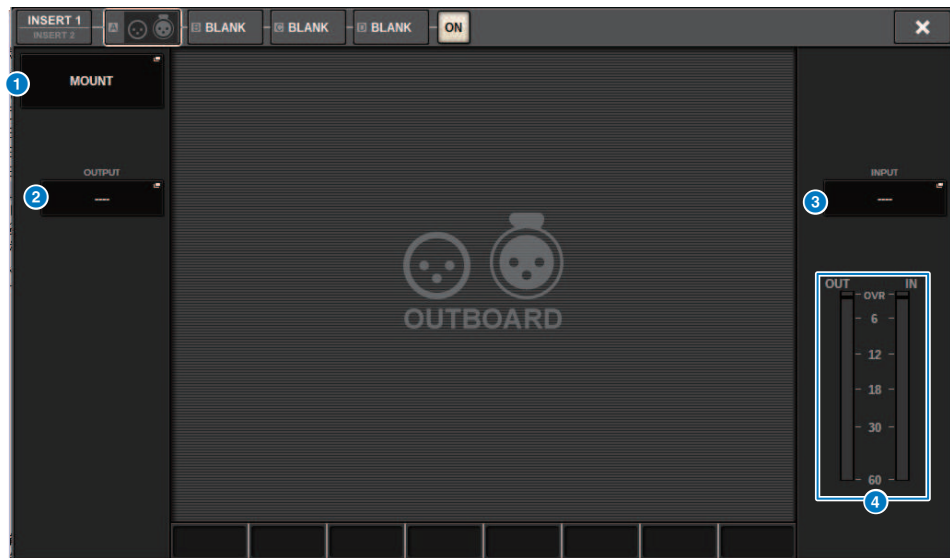 INSERT 1
INSERT 2
A
B BLANK
C BLANK
D BLANK
ON
×
1
MOUNT
OUTPUT
2
----
INPUT
3
----
OUTBOARD
OUT IN
OVR
6
12
18
30
60
4